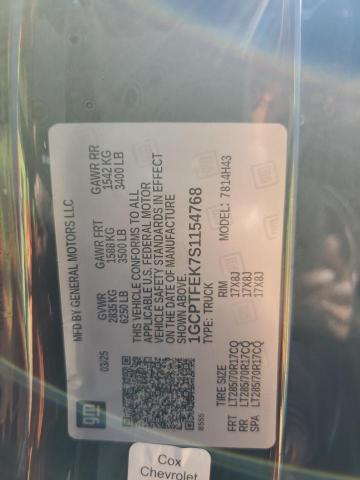 MFD BY GENERAL MOTORS LLC
03/25
GVWR
2835 KG
6250 LB
GAWR FRT
1588 KG
3500 LB
GAWR RR
1542 KG
3400 LB
THIS VEHICLE CONFORMS TO ALL
APPLICABLE U.S. FEDERAL MOTOR
VEHICLE SAFETY STANDARDS IN EFFECT
ON THE DATE OF MANUFACTURE
SHOWN ABOVE.
1GCPTFEK7S1154768
TYPE: TRUCK
MODEL: 7814H43
gm
TIRE SIZE
RIM
FRT LT285/70R17CQ 17X8J
RR LT285/70R17CQ 17X8J
SPA LT285/70R17CQ 17X8J
Cox
Chevrolet